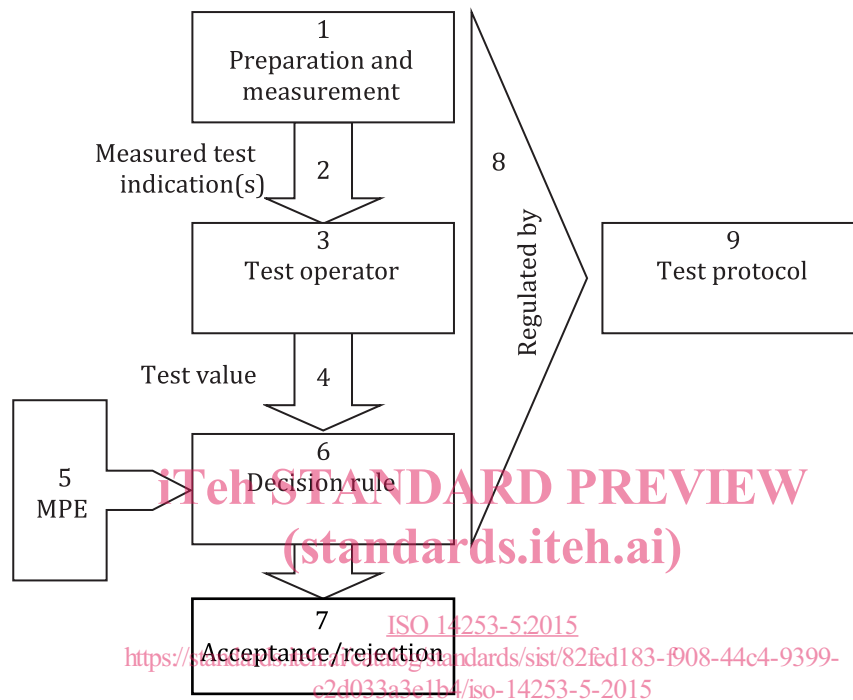 1
Preparation and
measurement
Measured test
indication(s)
2
8
3
Test operator
Regulated by
9
Test protocol
Test value
4
5
MPE
6
Decision rule
iTeh STANDARD PREVIEW
(standards.iteh.ai)
7
Acceptance/rejection
ISO 14253-5:2015
https://standards.iteh.ai/catalog/standards/sist/82fed183-f908-44c4-9399-
c2d033a3e1b4/iso-14253-5-2015